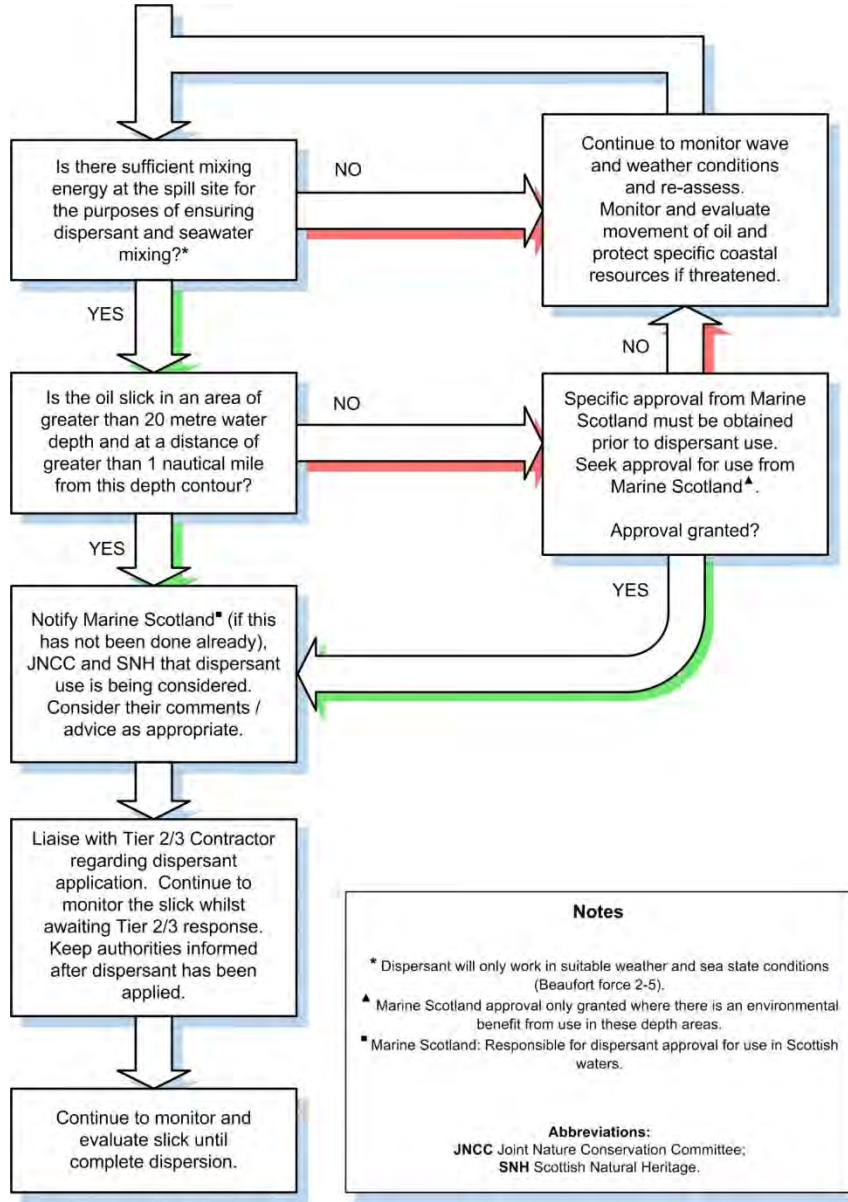 Is there sufficient mixing
energy at the spill site for
the purposes of ensuring
dispersant and seawater
mixing?*
NO
Continue to monitor wave
and weather conditions
and re-assess.
Monitor and evaluate
movement of oil and
protect specific coastal
resources if threatened.
YES
NO
Is the oil slick in an area of
greater than 20 metre water
depth and at a distance of
greater than 1 nautical mile
from this depth contour?
NO
Specific approval from Marine
Scotland must be obtained
prior to dispersant use.
Seek approval for use from
Marine Scotland▲.
Approval granted?
YES
YES
Notify Marine Scotland■ (if this
has not been done already),
JNCC and SNH that dispersant
use is being considered.
Consider their comments /
advice as appropriate.
Liaise with Tier 2/3 Contractor
regarding dispersant
application. Continue to
monitor the slick whilst
awaiting Tier 2/3 response.
Keep authorities informed
after dispersant has been
applied.
Continue to monitor and
evaluate slick until
complete dispersion.
Notes
* Dispersant will only work in suitable weather and sea state conditions
(Beaufort force 2-5).
▲ Marine Scotland approval only granted where there is an environmental
benefit from use in these depth areas.
■ Marine Scotland: Responsible for dispersant approval for use in Scottish
waters.
Abbreviations:
JNCC Joint Nature Conservation Committee;
SNH Scottish Natural Heritage.